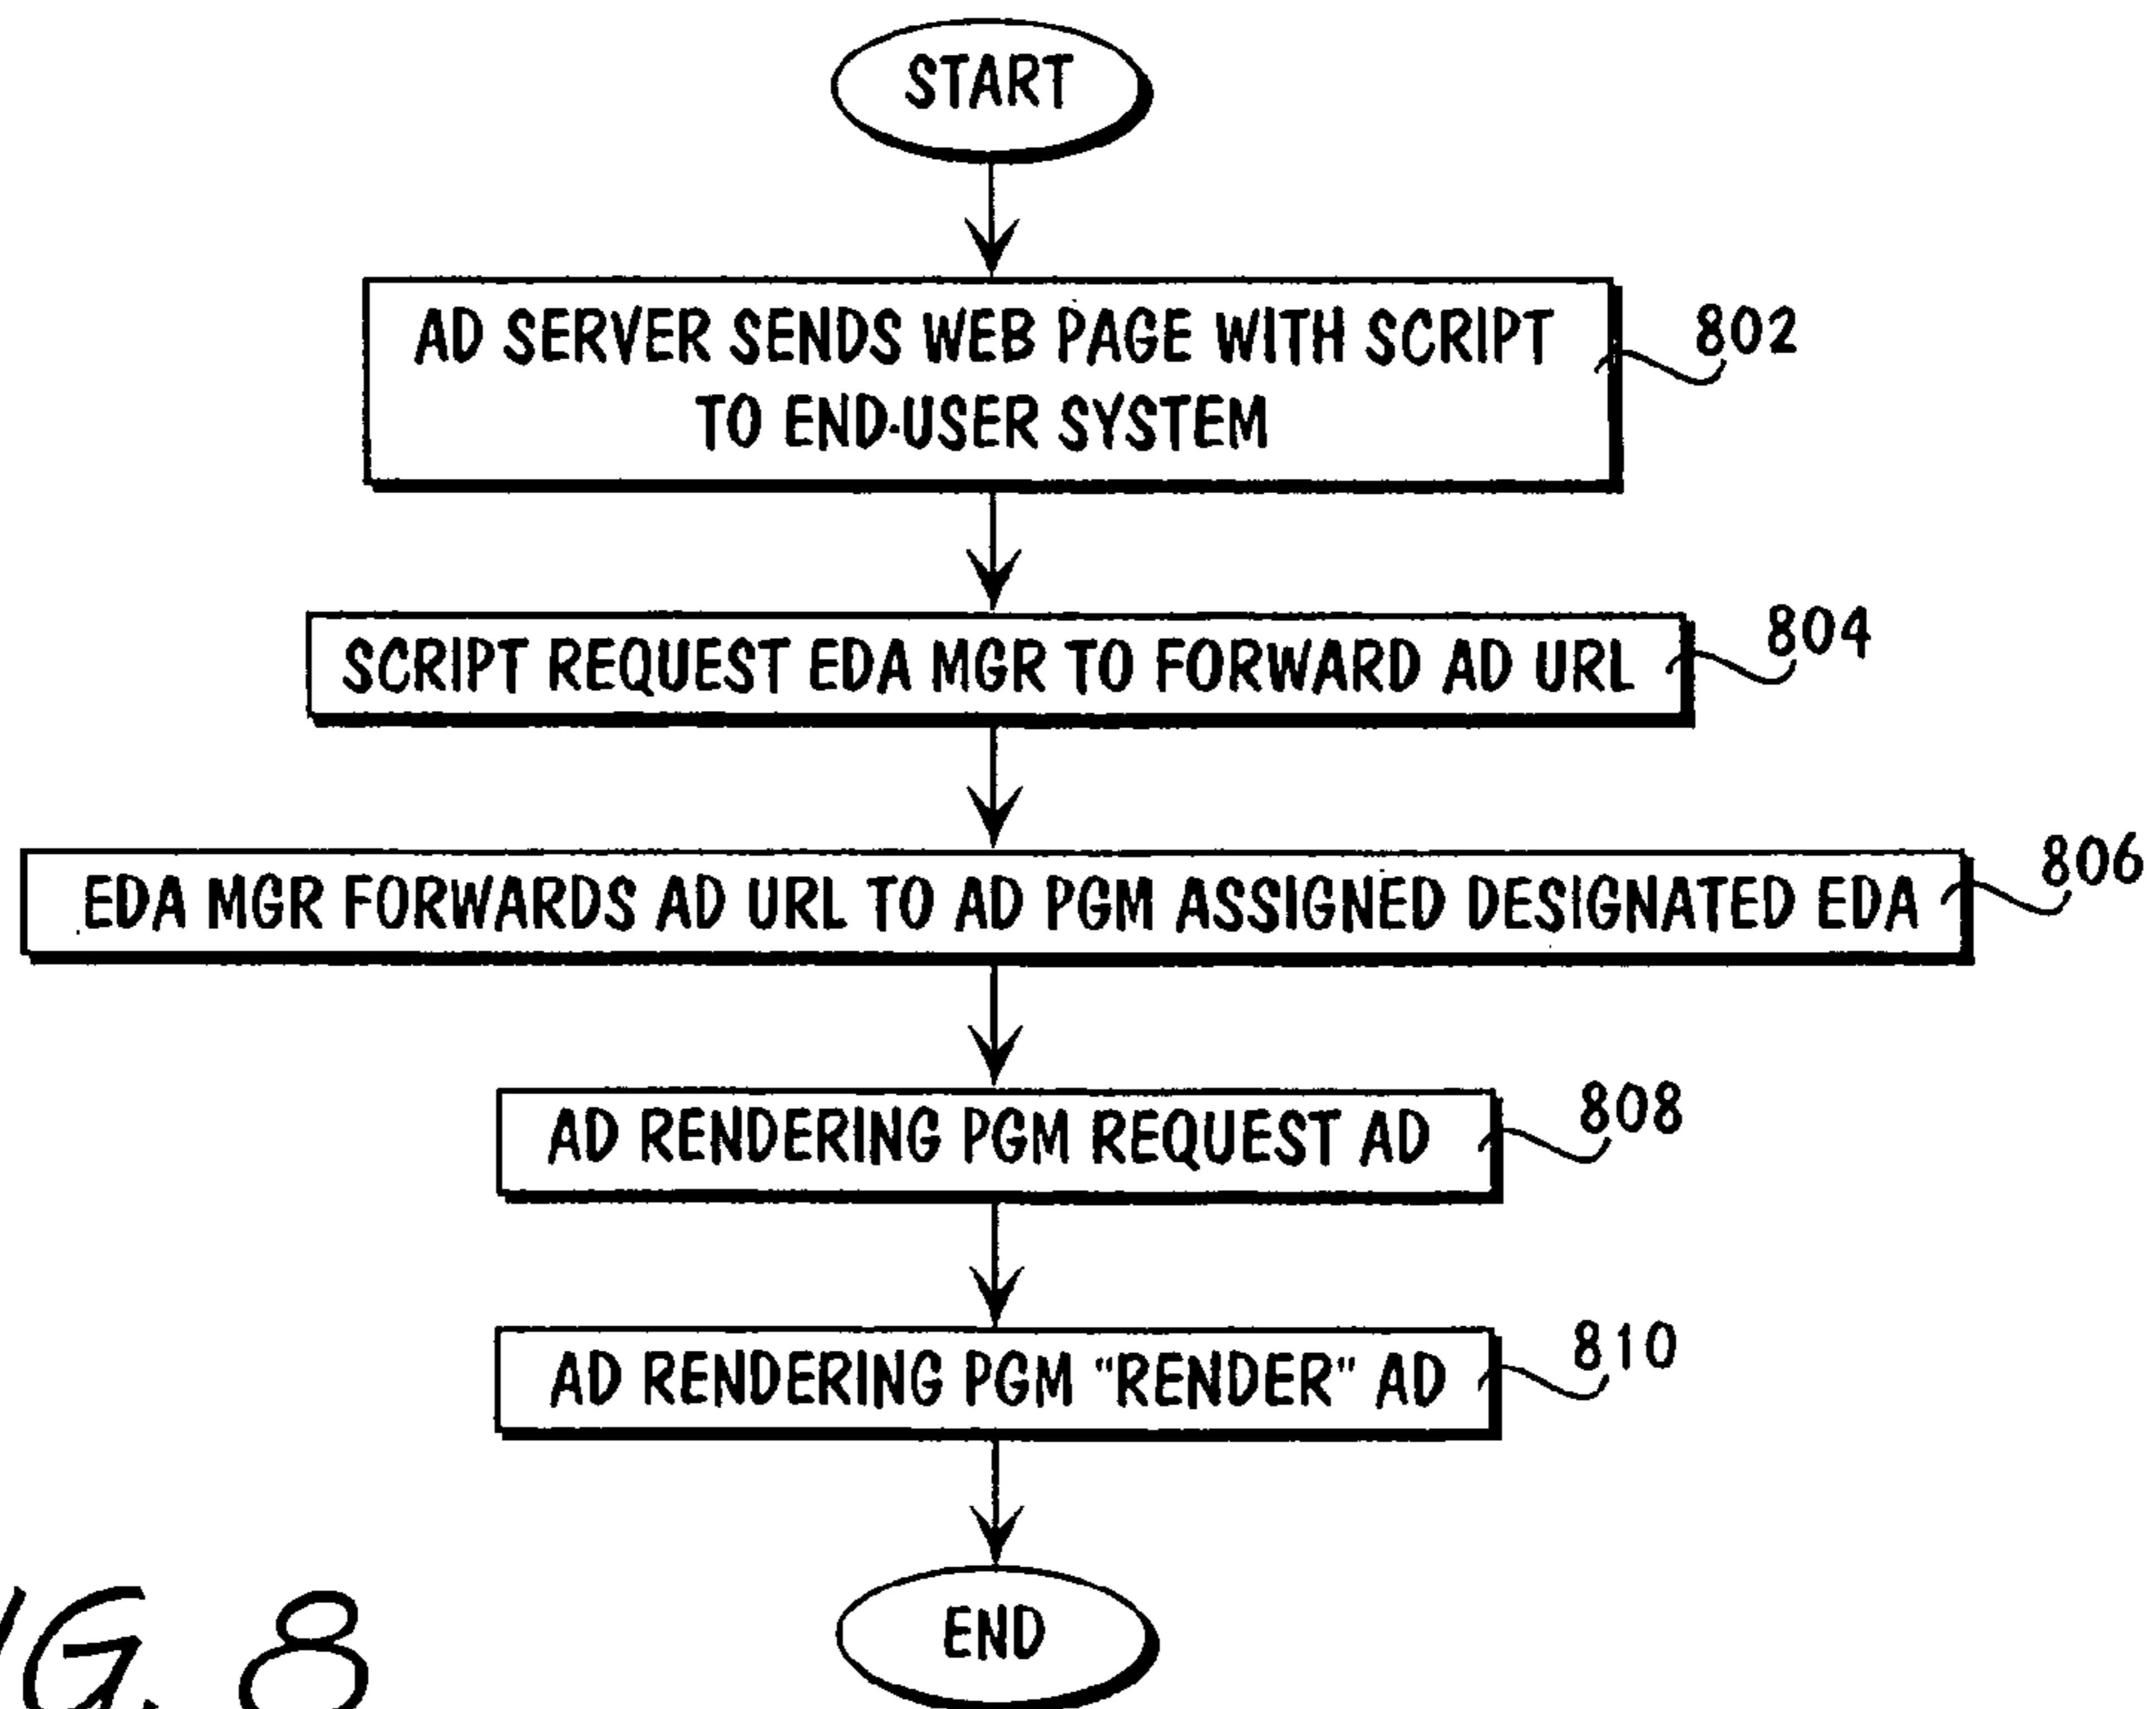 START
AD SERVER SENDS WEB PAGE WITH SCRIPT
TO END-USER SYSTEM
802
SCRIPT REQUEST EDA MGR TO FORWARD AD URL
804
EDA MGR FORWARDS AD URL TO AD PGM ASSIGNED DESIGNATED EDA
806
AD RENDERING PGM REQUEST AD
808
AD RENDERING PGM "RENDER" AD
810
END
G. 8